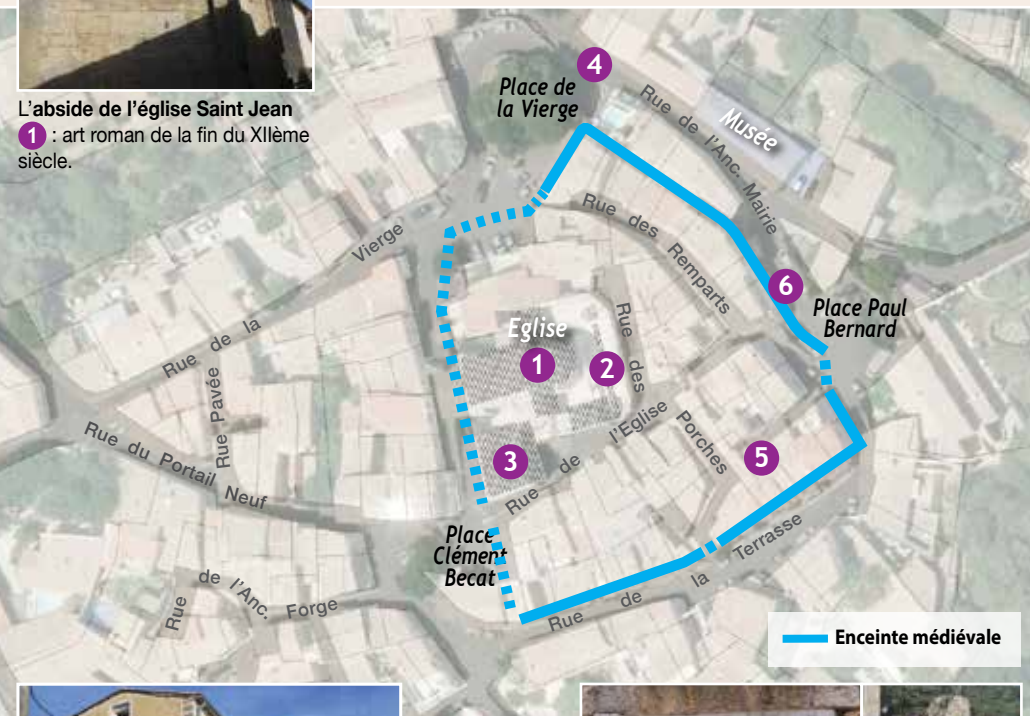 L'abside de l'église Saint Jean
1 : art roman de la fin du XIIème
siècle.
4
Place de
la Vierge
Rue de l'Anc. Mairie
Musée
Rue des Remparts
Rue de la Vierge
6
Place Paul
Bernard
Eglise
1
2
Rue des Porches
Rue de l'Eglise
3
5
Rue Pavée
Rue du Portail Neuf
Place
Clément
Becat
Rue de l'Anc. Forge
Rue de la Terrasse
Enceinte médiévale